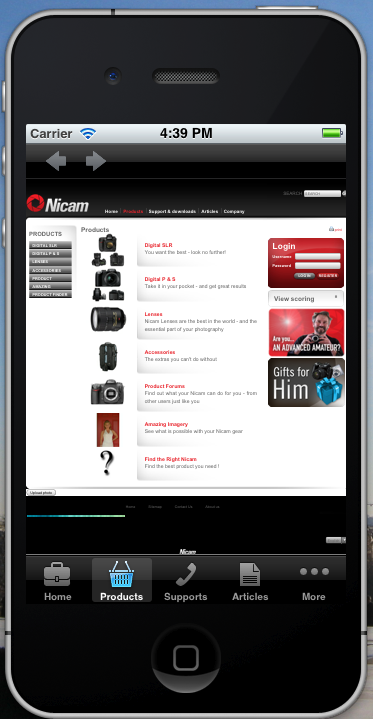 Carrier 4:39 PM
SEARCH
Nicam
Home Products Support & downloads Articles Company
PRODUCTS
DIGITAL SLR
DIGITAL P & S
LENSES
ACCESSORIES
PRODUCT
AMAZING
PRODUCT FINDER
Products
Digital SLR
You want the best - look no further!
Digital P & S
Take it in your pocket - and get great results
Lenses
Nicam Lenses are the best in the world - and the
essential part of your photography
Accessories
The extras you can't do without
Product Forums
Find out what your Nicam can do for you - from
other users just like you
Amazing Imagery
See what is possible with your Nicam gear
?
Find the Right Nicam
Find the best product you need !
Login
Username
Password
LOGIN REGISTER
View scoring
Are you...
AN ADVANCED AMATEUR?
Gifts for
Him
Upload photo
Home Sitemap Contact Us About us
Nicam
Home Products Supports Articles More